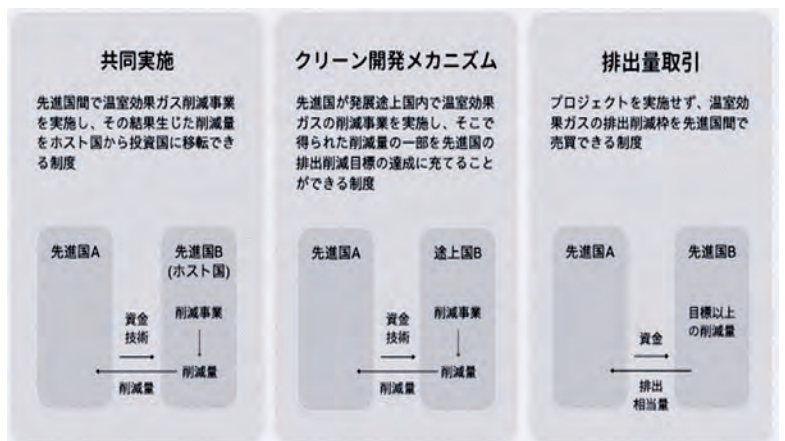 共同実施
先進国間で温室効果ガス削減事業
を実施し、その結果生じた削減量
をホスト国から投資国に移転でき
る制度
先進国A
先進国B
(ホスト国)
資金
技術
削減事業
削減量
削減量
クリーン開発メカニズム
先進国が発展途上国内で温室効果
ガスの削減事業を実施し、そこで
得られた削減量の一部を先進国の
排出削減目標の達成に充てること
ができる制度
先進国A
途上国B
資金
技術
削減事業
削減量
削減量
排出量取引
プロジェクトを実施せず、温室効
果ガスの排出削減枠を先進国間で
売買できる制度
先進国A
先進国B
目標以上
の削減量
資金
排出
相当量